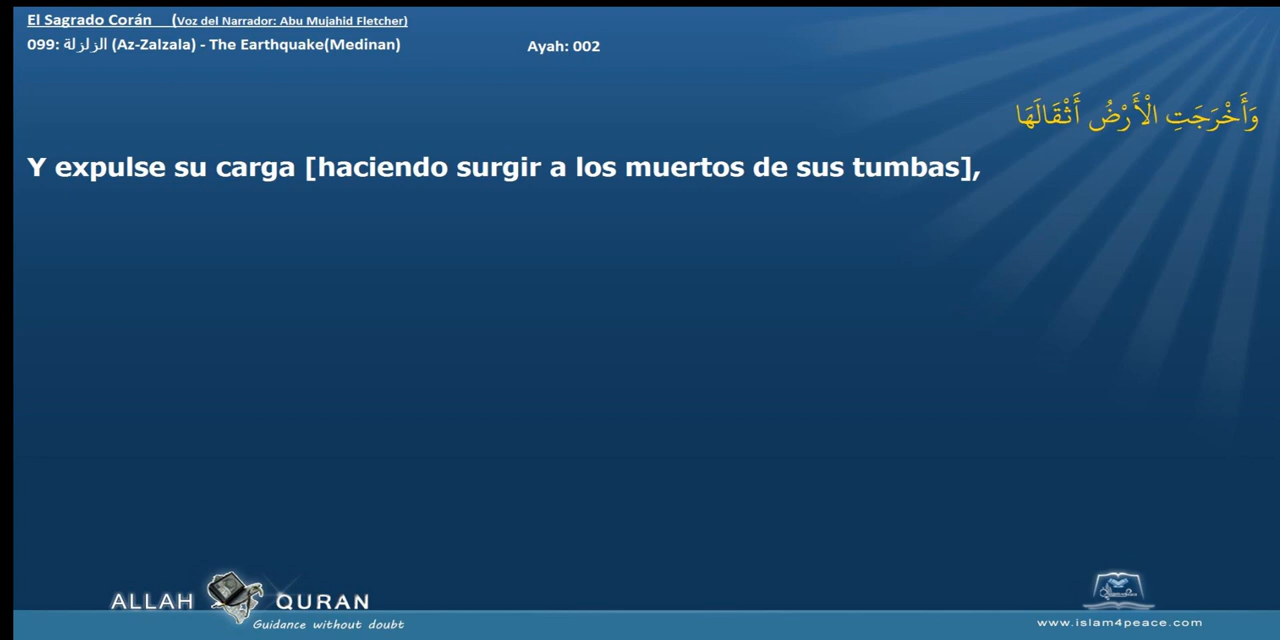 El Sagrado Corán (Voz del Narrador: Abu Mujahid Fletcher)
099: الزلزلة (Az-Zalzala) - The Earthquake(Medinan) Ayah: 002
وَأَخْرَجَتِ الْأَرْضُ أَثْقَالَهَا
Y expulse su carga [haciendo surgir a los muertos de sus tumbas],
ALLAH QURAN
Guidance without doubt
www.islam4peace.com